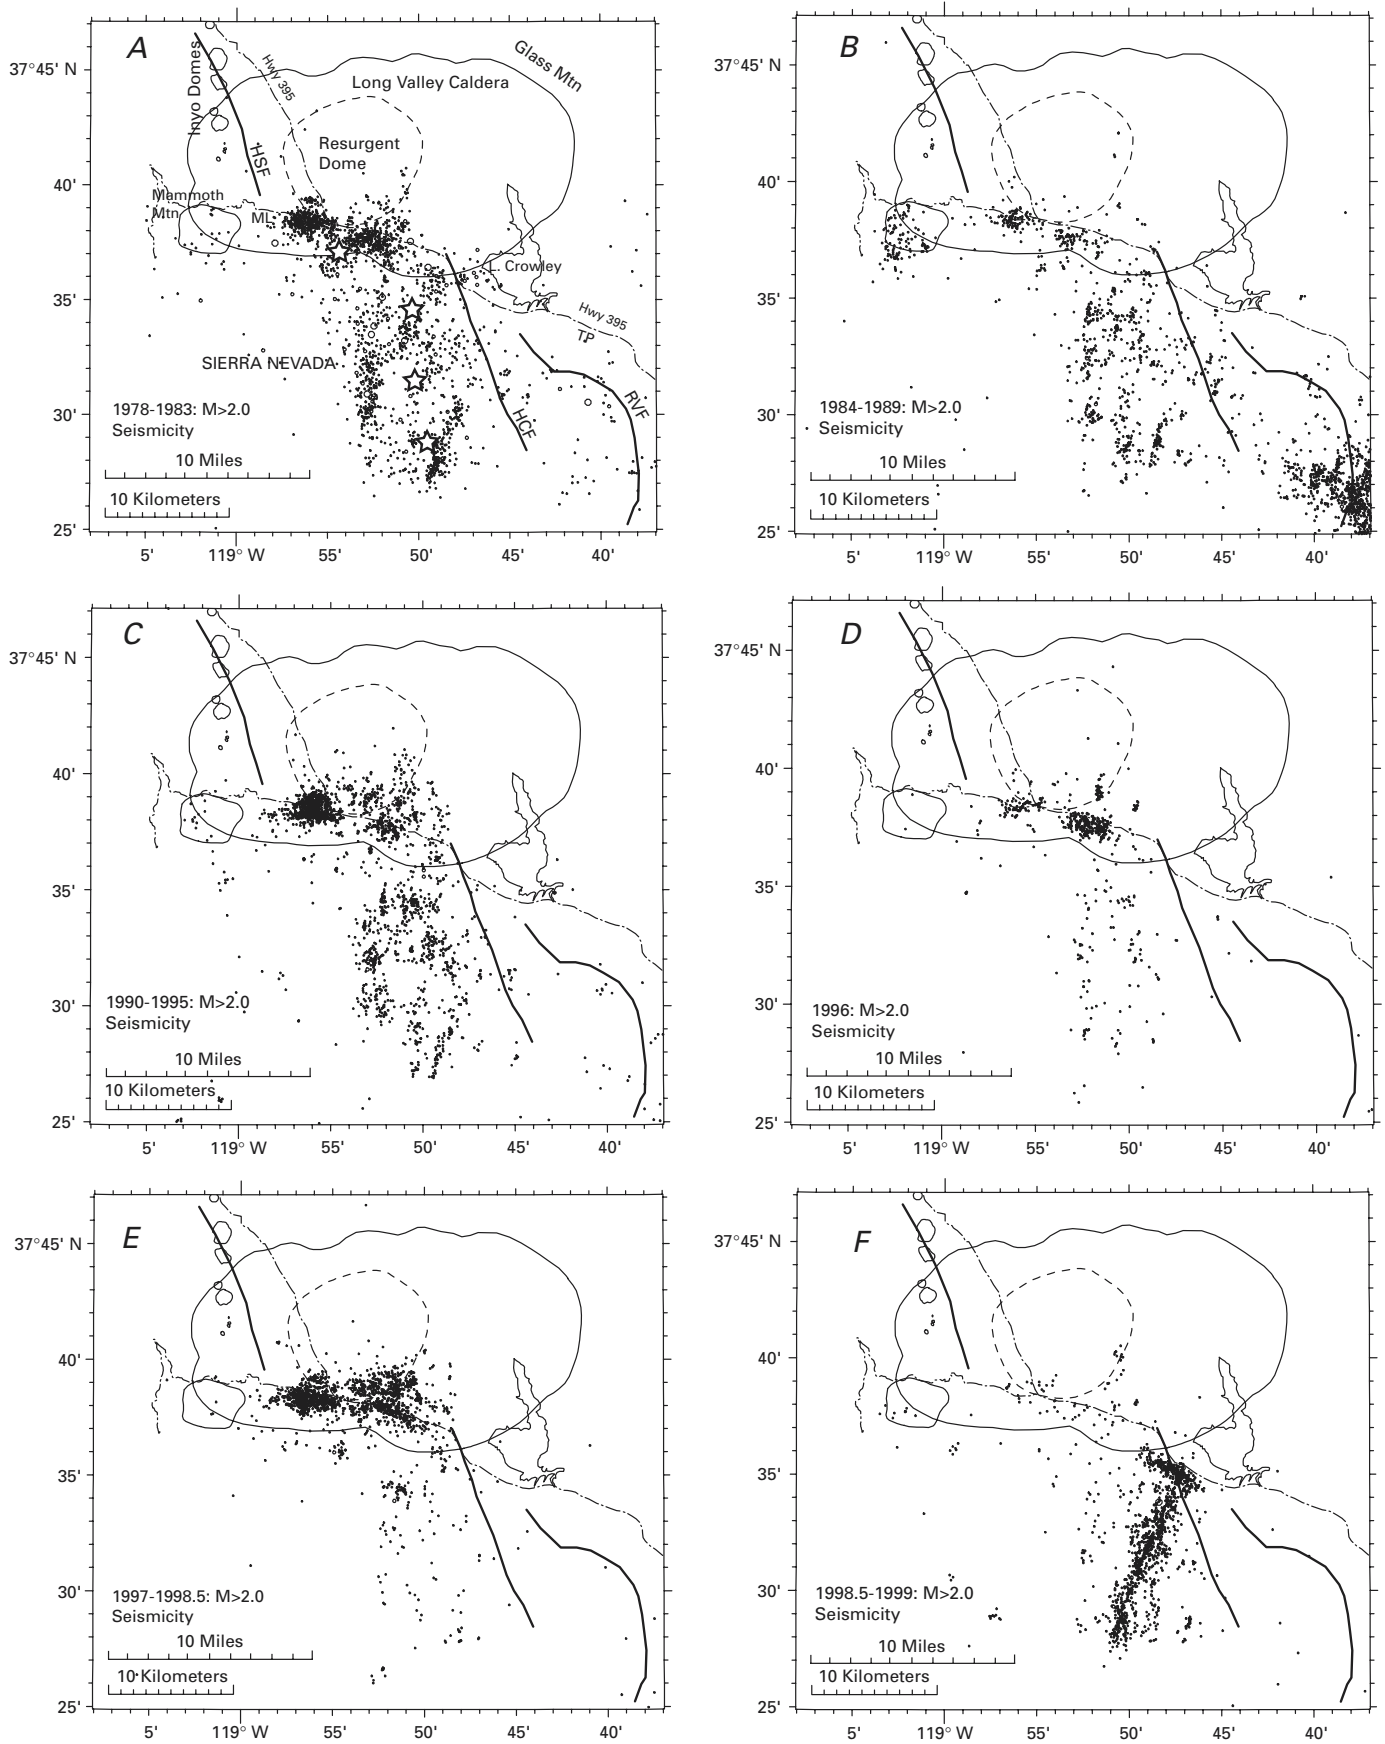 A
Inyo Domes
Hwy 395
Long Valley Caldera
Glass Mtn
37°45' N
HSF
Resurgent
Dome
40'
Mammoth
Mtn
ML
L. Crowley
35'
Hwy 395
TP
SIERRA NEVADA
RVF
HCF
1978-1983: M>2.0
Seismicity
30'
10 Miles
10 Kilometers
25'
5' 119° W 55' 50' 45' 40'
B
37°45' N
40'
35'
1984-1989: M>2.0
Seismicity
30'
10 Miles
10 Kilometers
25'
5' 119° W 55' 50' 45' 40'
C
37°45' N
40'
35'
1990-1995: M>2.0
Seismicity
30'
10 Miles
10 Kilometers
25'
5' 119° W 55' 50' 45' 40'
D
37°45' N
40'
35'
1996: M>2.0
Seismicity
30'
10 Miles
10 Kilometers
25'
5' 119° W 55' 50' 45' 40'
E
37°45' N
40'
35'
30'
1997-1998.5: M>2.0
Seismicity
10 Miles
10 Kilometers
25'
5' 119° W 55' 50' 45' 40'
F
37°45' N
40'
35'
30'
1998.5-1999: M>2.0
Seismicity
10 Miles
10 Kilometers
25'
5' 119° W 55' 50' 45' 40'